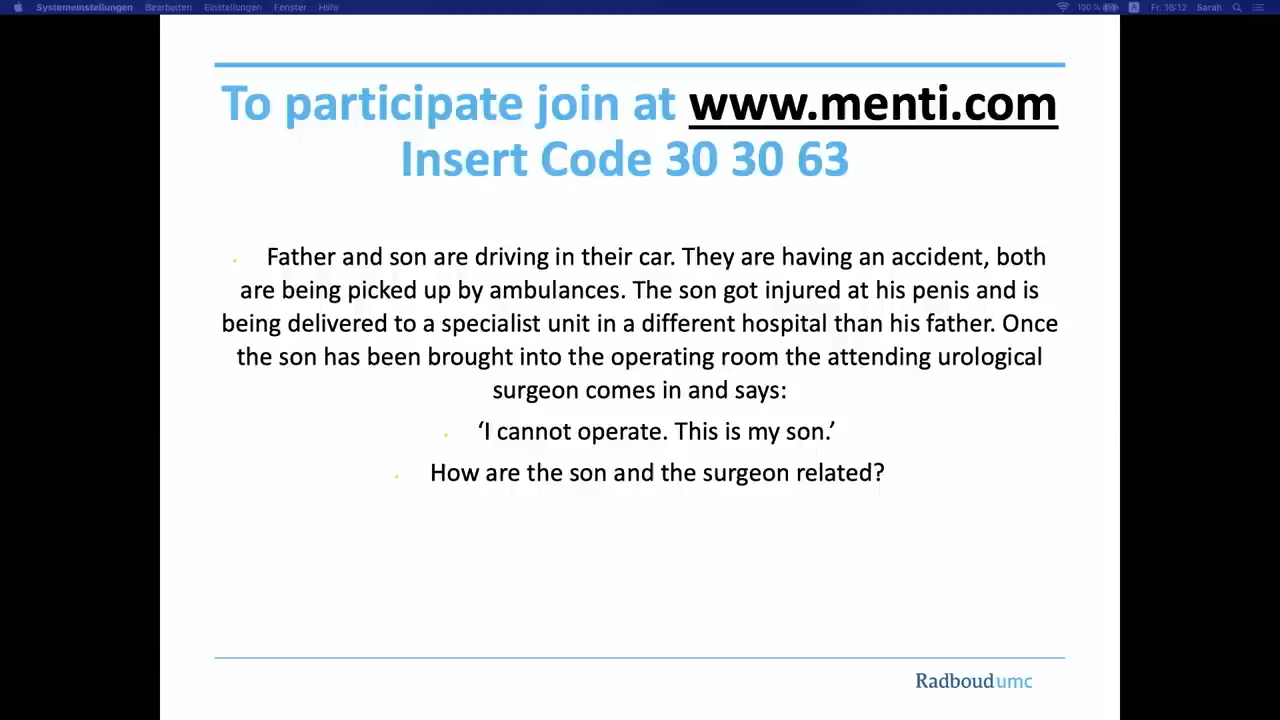 Systemeinstellungen Bearbeiten Einstellungen Fenster Hilfe 100 % A Fr. 16:12 Sarah
To participate join at www.menti.com
Insert Code 30 30 63
Father and son are driving in their car. They are having an accident, both
are being picked up by ambulances. The son got injured at his penis and is
being delivered to a specialist unit in a different hospital than his father. Once
the son has been brought into the operating room the attending urological
surgeon comes in and says:
‘I cannot operate. This is my son.’
How are the son and the surgeon related?
Radboudumc